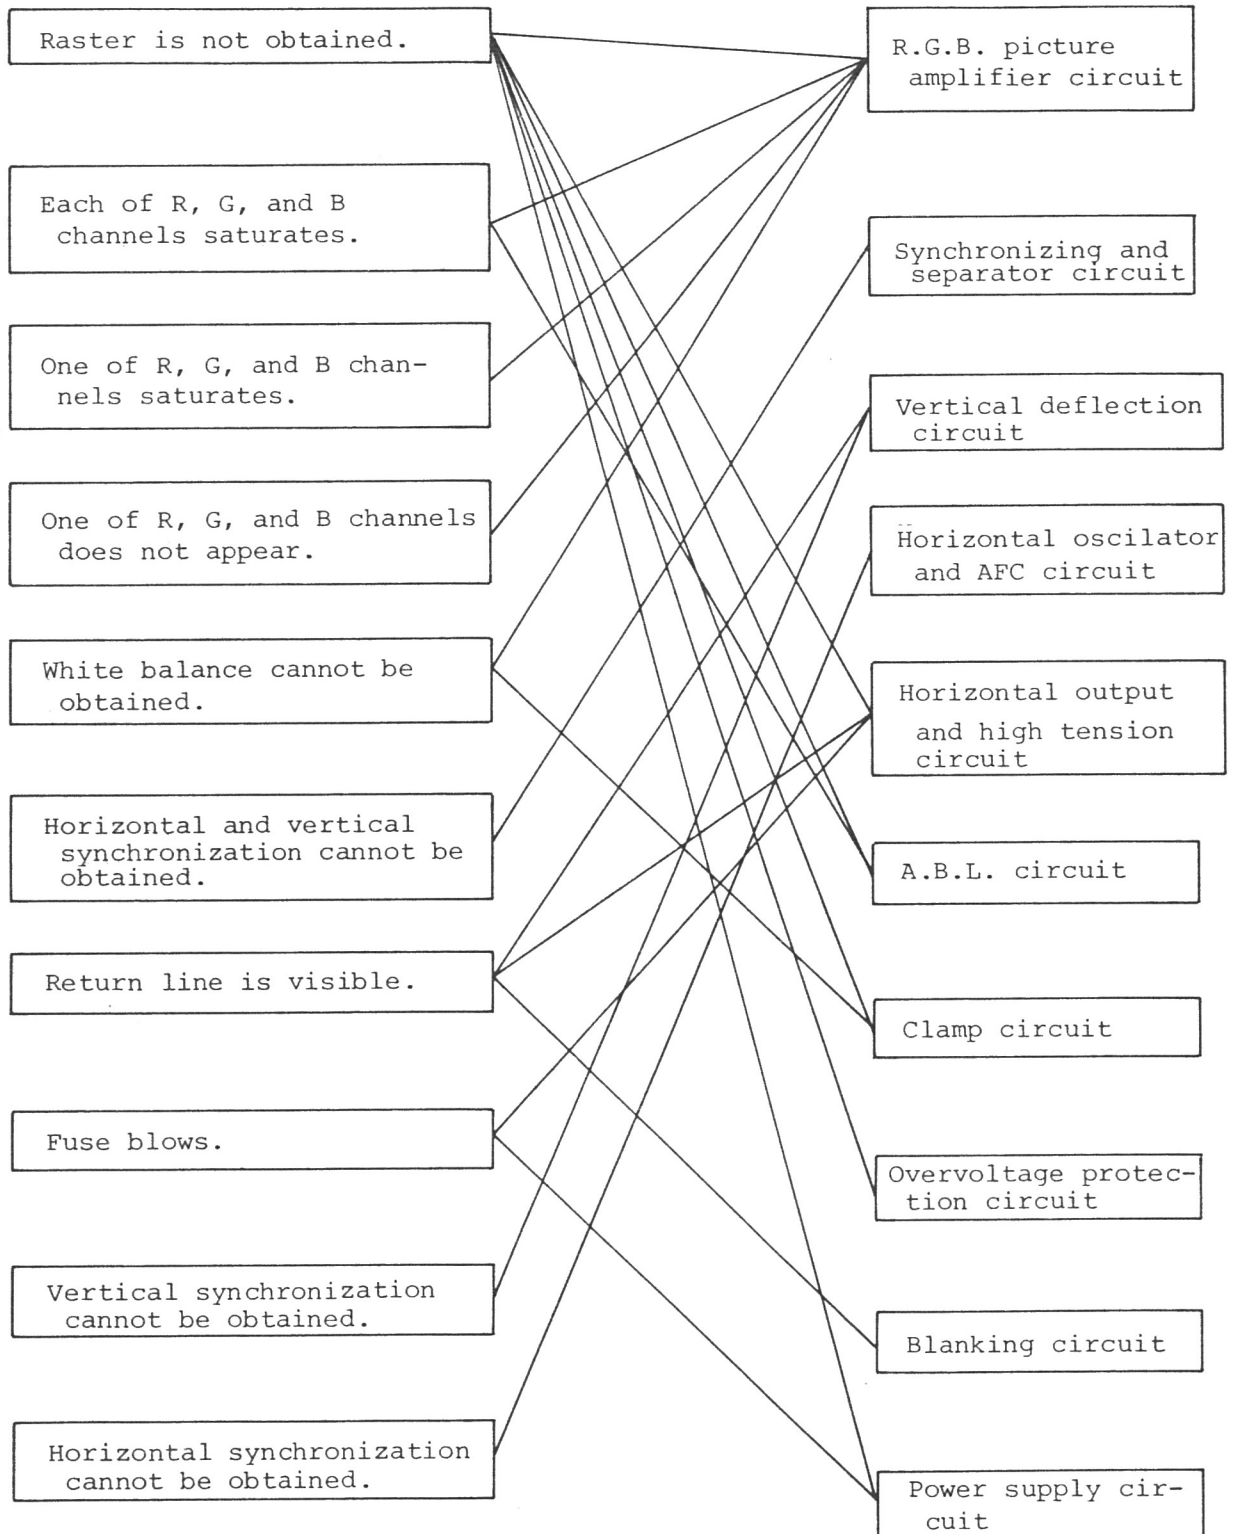 Raster is not obtained.
Each of R, G, and B
channels saturates.
One of R, G, and B chan-
nels saturates.
One of R, G, and B channels
does not appear.
White balance cannot be
obtained.
Horizontal and vertical
synchronization cannot be
obtained.
Return line is visible.
Fuse blows.
Vertical synchronization
cannot be obtained.
Horizontal synchronization
cannot be obtained.
R.G.B. picture
amplifier circuit
Synchronizing and
separator circuit
Vertical deflection
circuit
Horizontal oscilator
and AFC circuit
Horizontal output
and high tension
circuit
A.B.L. circuit
Clamp circuit
Overvoltage protec-
tion circuit
Blanking circuit
Power supply cir-
cuit